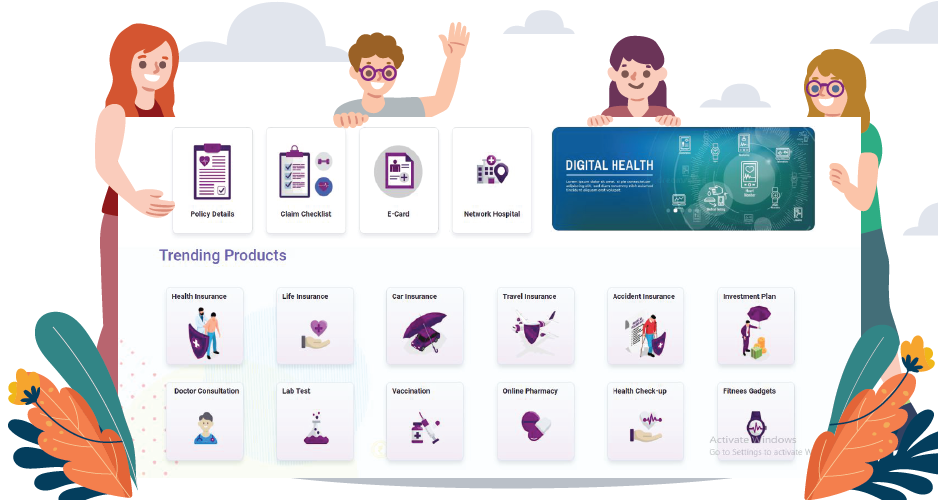 Policy Details
Claim Checklist
E-Card
Network Hospital
DIGITAL HEALTH
Trending Products
Health Insurance
Life Insurance
Car Insurance
Travel Insurance
Accident Insurance
Investment Plan
Doctor Consultation
Lab Test
Vaccination
Online Pharmacy
Health Check-up
Fitnees Gadgets
Activate Windows
Go to Settings to activate W